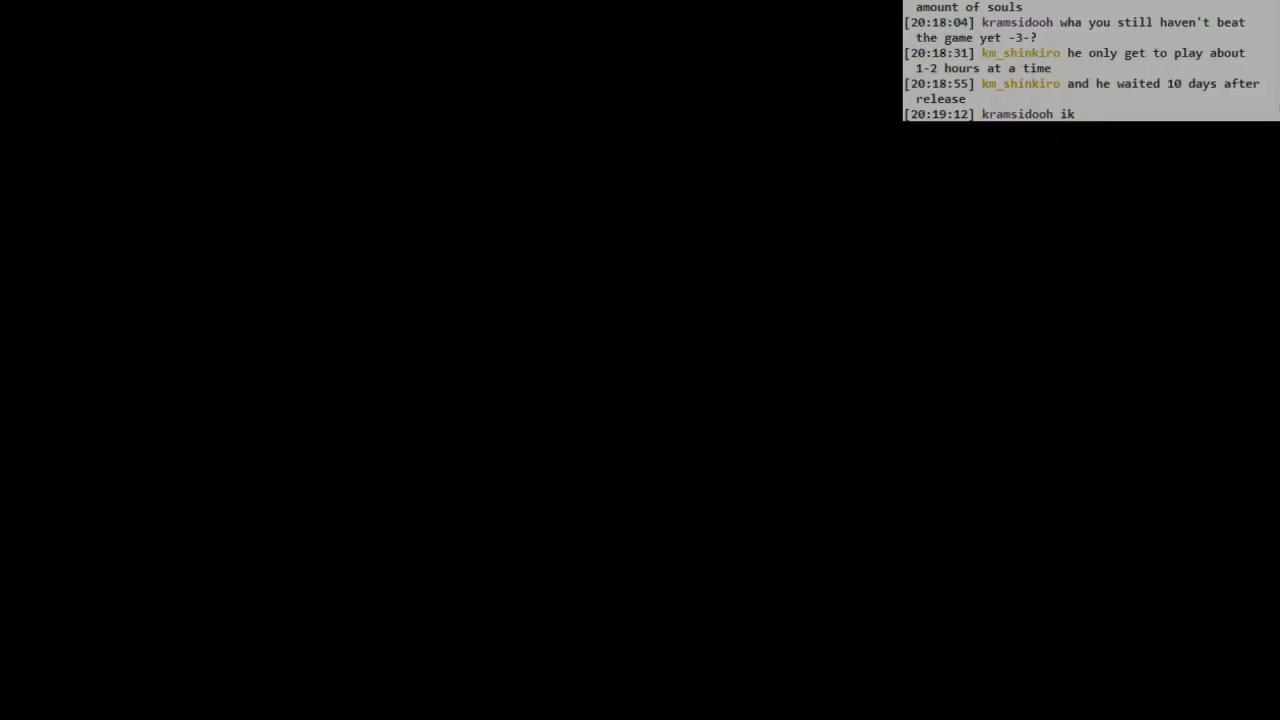 amount of souls
[20:18:04] kramsidooh wha you still haven't beat
the game yet -3-?
[20:18:31] km_shinkiro he only get to play about
1-2 hours at a time
[20:18:55] km_shinkiro and he waited 10 days after
release
[20:19:12] kramsidooh ik